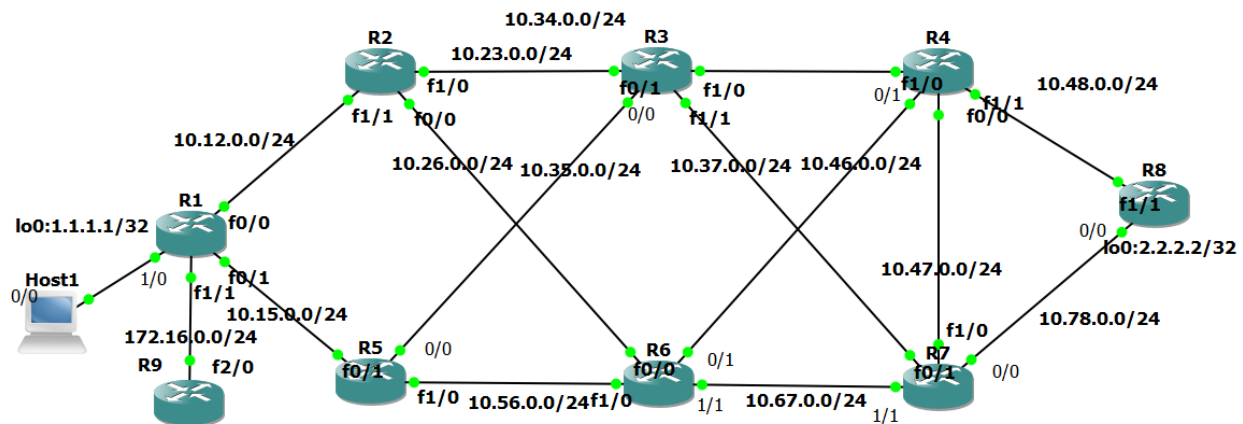 10.34.0.0/24
R2
R3
R4
10.23.0.0/24
10.48.0.0/24
f1/0
f0/1
f1/0
0/1
f1/0
f1/1
f1/1
f0/0
0/0
f1/1
f0/0
10.12.0.0/24
10.26.0.0/24
10.35.0.0/24
10.37.0.0/24
10.46.0.0/24
R8
R1
f1/1
lo0:1.1.1.1/32
f0/0
0/0
lo0:2.2.2.2/32
10.47.0.0/24
Host1
1/0
f0/1
0/0
f1/1
10.15.0.0/24
10.78.0.0/24
172.16.0.0/24
f1/0
R5
0/0
R6
0/1
R7
R9
f2/0
f0/1
f0/0
f0/1
0/0
f1/0
10.56.0.0/24
f1/0
1/1
10.67.0.0/24
1/1